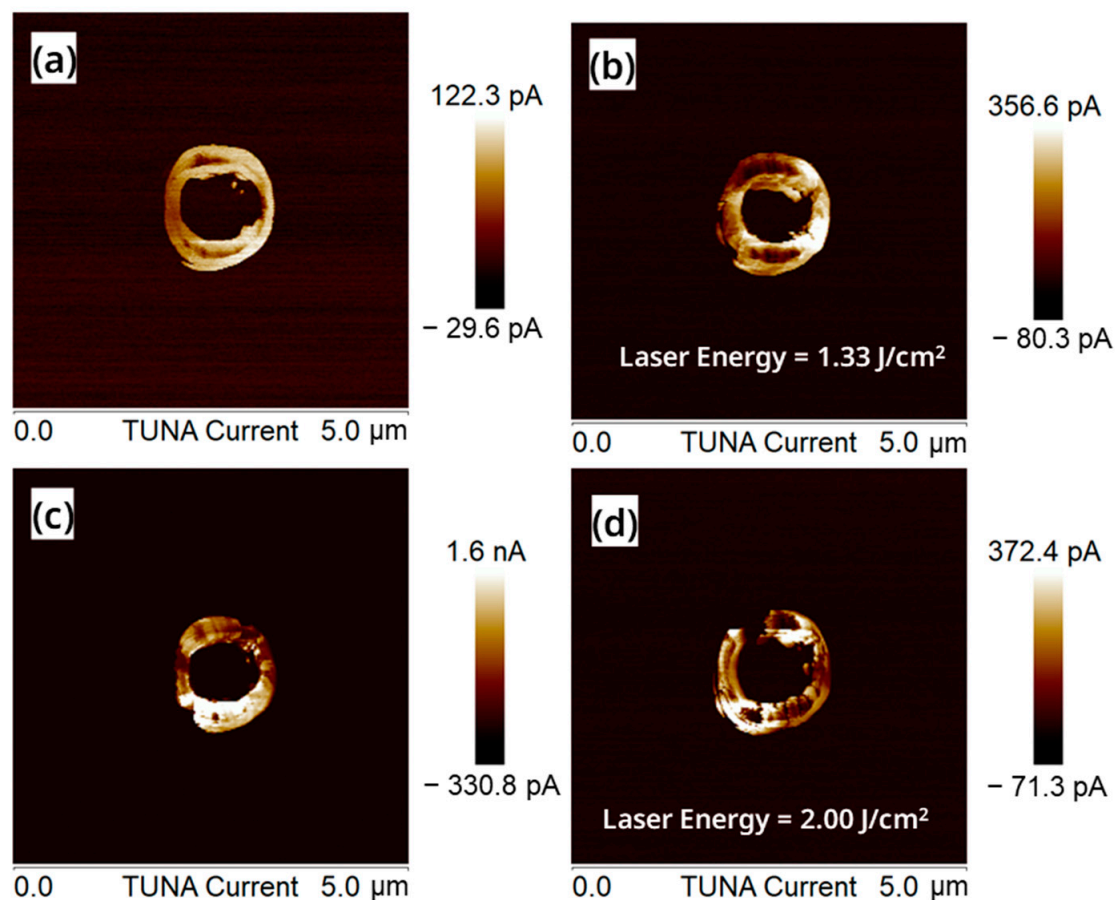 (a)
122.3 pA
− 29.6 pA
0.0 TUNA Current 5.0 µm
(b)
356.6 pA
− 80.3 pA
Laser Energy = 1.33 J/cm²
0.0 TUNA Current 5.0 µm
(c)
1.6 nA
− 330.8 pA
0.0 TUNA Current 5.0 µm
(d)
372.4 pA
− 71.3 pA
Laser Energy = 2.00 J/cm²
0.0 TUNA Current 5.0 µm